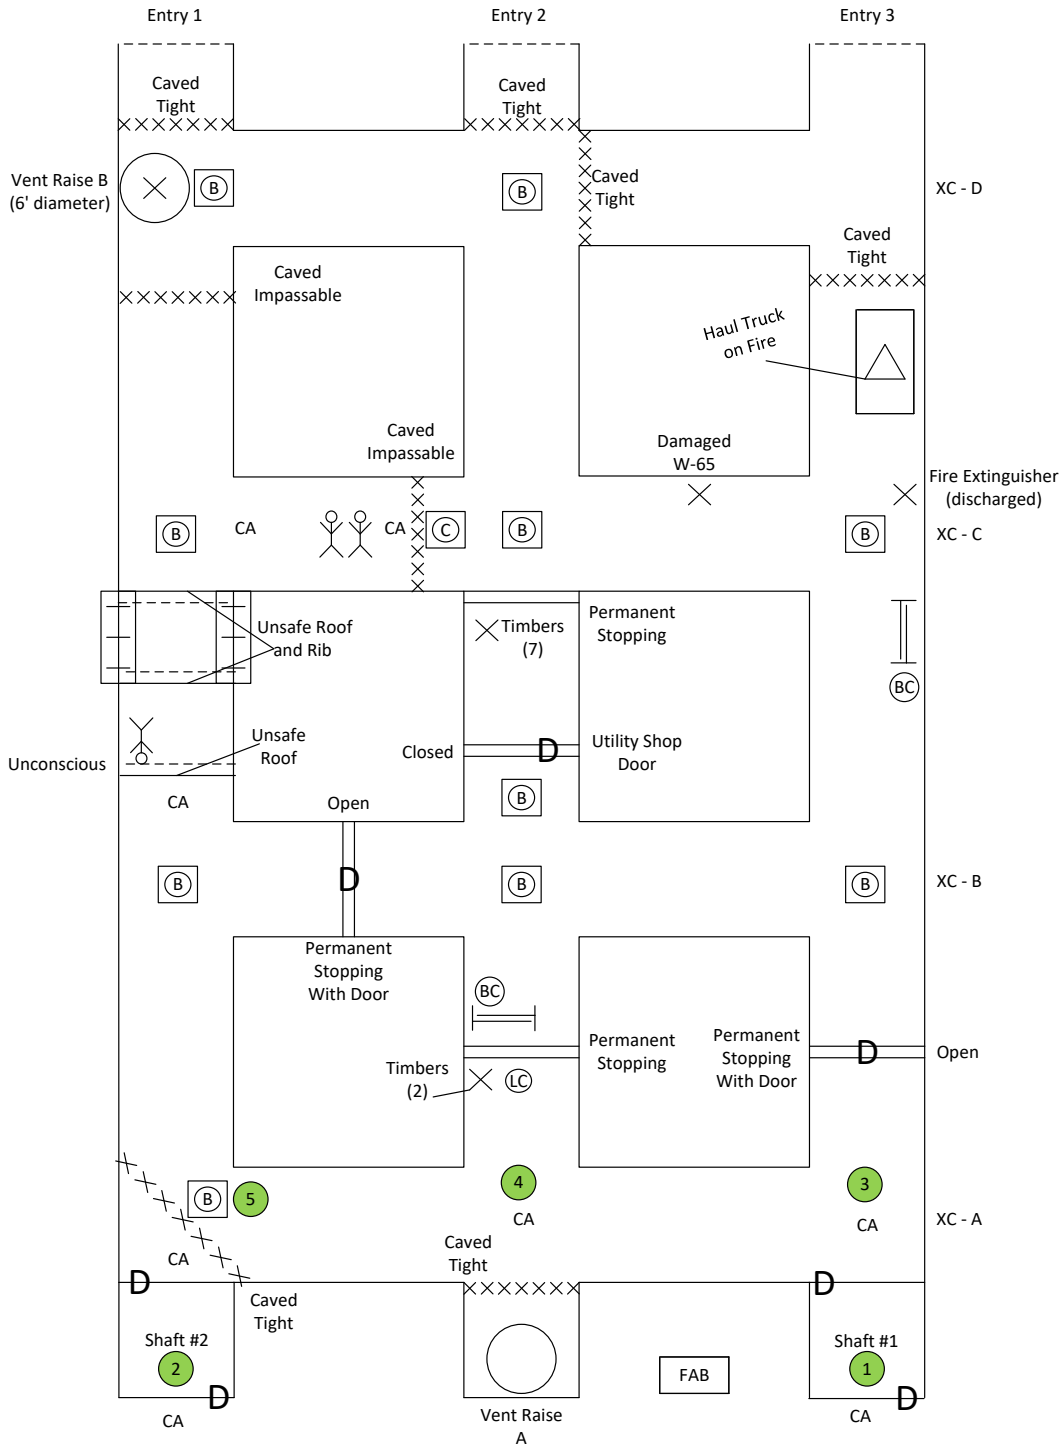 Entry 1
Entry 2
Entry 3
Caved
Tight
Caved
Tight
Vent Raise B
(6' diameter)
B
B
Caved
Tight
XC - D
Caved
Tight
Caved
Impassable
Haul Truck
on Fire
Caved
Impassable
Damaged
W-65
Fire Extinguisher
(discharged)
B
CA
CA
C
B
B
XC - C
Unsafe Roof
and Rib
Timbers
(7)
Permanent
Stopping
BC
Unconscious
Unsafe
Roof
Closed
D
Utility Shop
Door
CA
Open
B
B
D
B
B
XC - B
Permanent
Stopping
With Door
BC
Timbers
(2)
LC
Permanent
Stopping
Permanent
Stopping
With Door
D
Open
B
5
4
3
CA
CA
XC - A
CA
Caved
Tight
D
D
Caved
Tight
Shaft #2
2
D
CA
Vent Raise
A
FAB
Shaft #1
1
D
CA